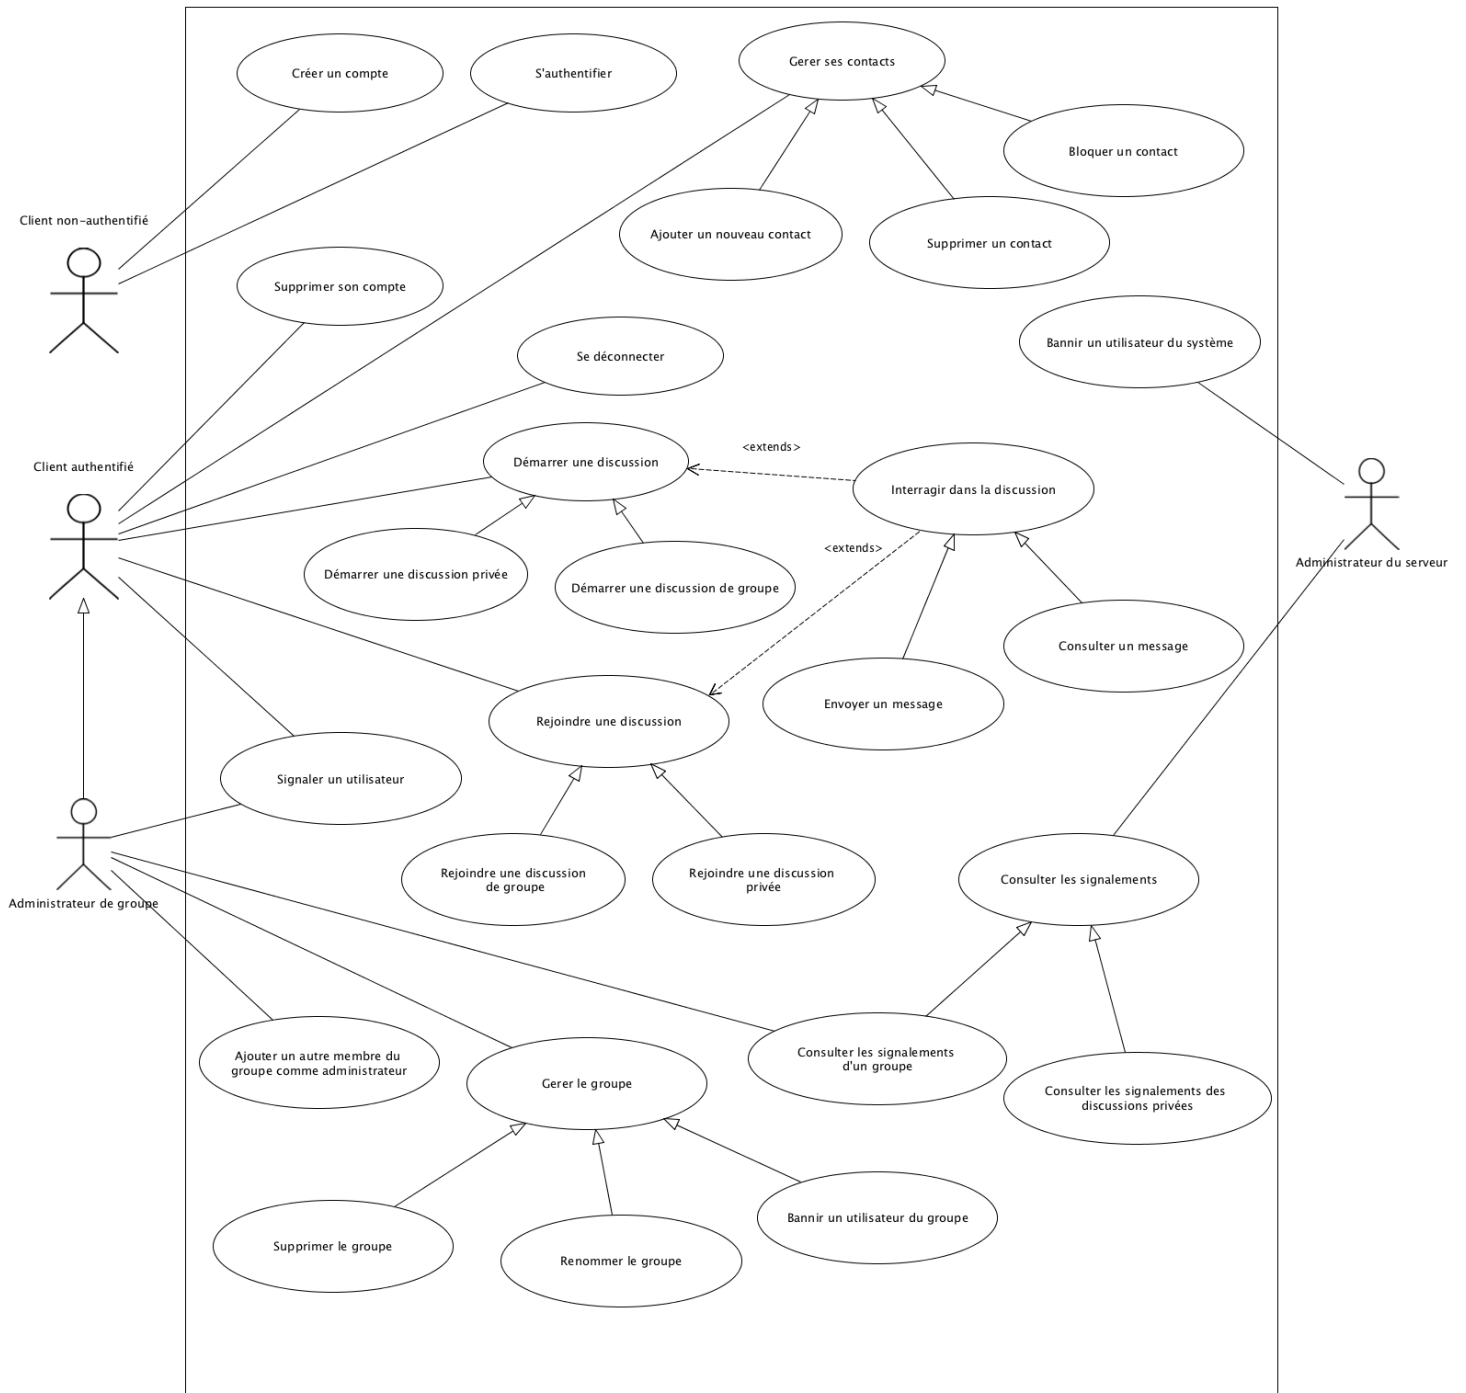 Créer un compte
S'authentifier
Gerer ses contacts
Bloquer un contact
Client non-authentifié
Ajouter un nouveau contact
Supprimer un contact
Supprimer son compte
Bannir un utilisateur du système
Se déconnecter
<extends>
Client authentifié
Démarrer une discussion
Interragir dans la discussion
<extends>
Administrateur du serveur
Démarrer une discussion privée
Démarrer une discussion de groupe
Consulter un message
Envoyer un message
Rejoindre une discussion
Signaler un utilisateur
Rejoindre une discussion
de groupe
Rejoindre une discussion
privée
Consulter les signalements
Administrateur de groupe
Ajouter un autre membre du
groupe comme administrateur
Gerer le groupe
Consulter les signalements
d'un groupe
Consulter les signalements des
discussions privées
Bannir un utilisateur du groupe
Supprimer le groupe
Renommer le groupe